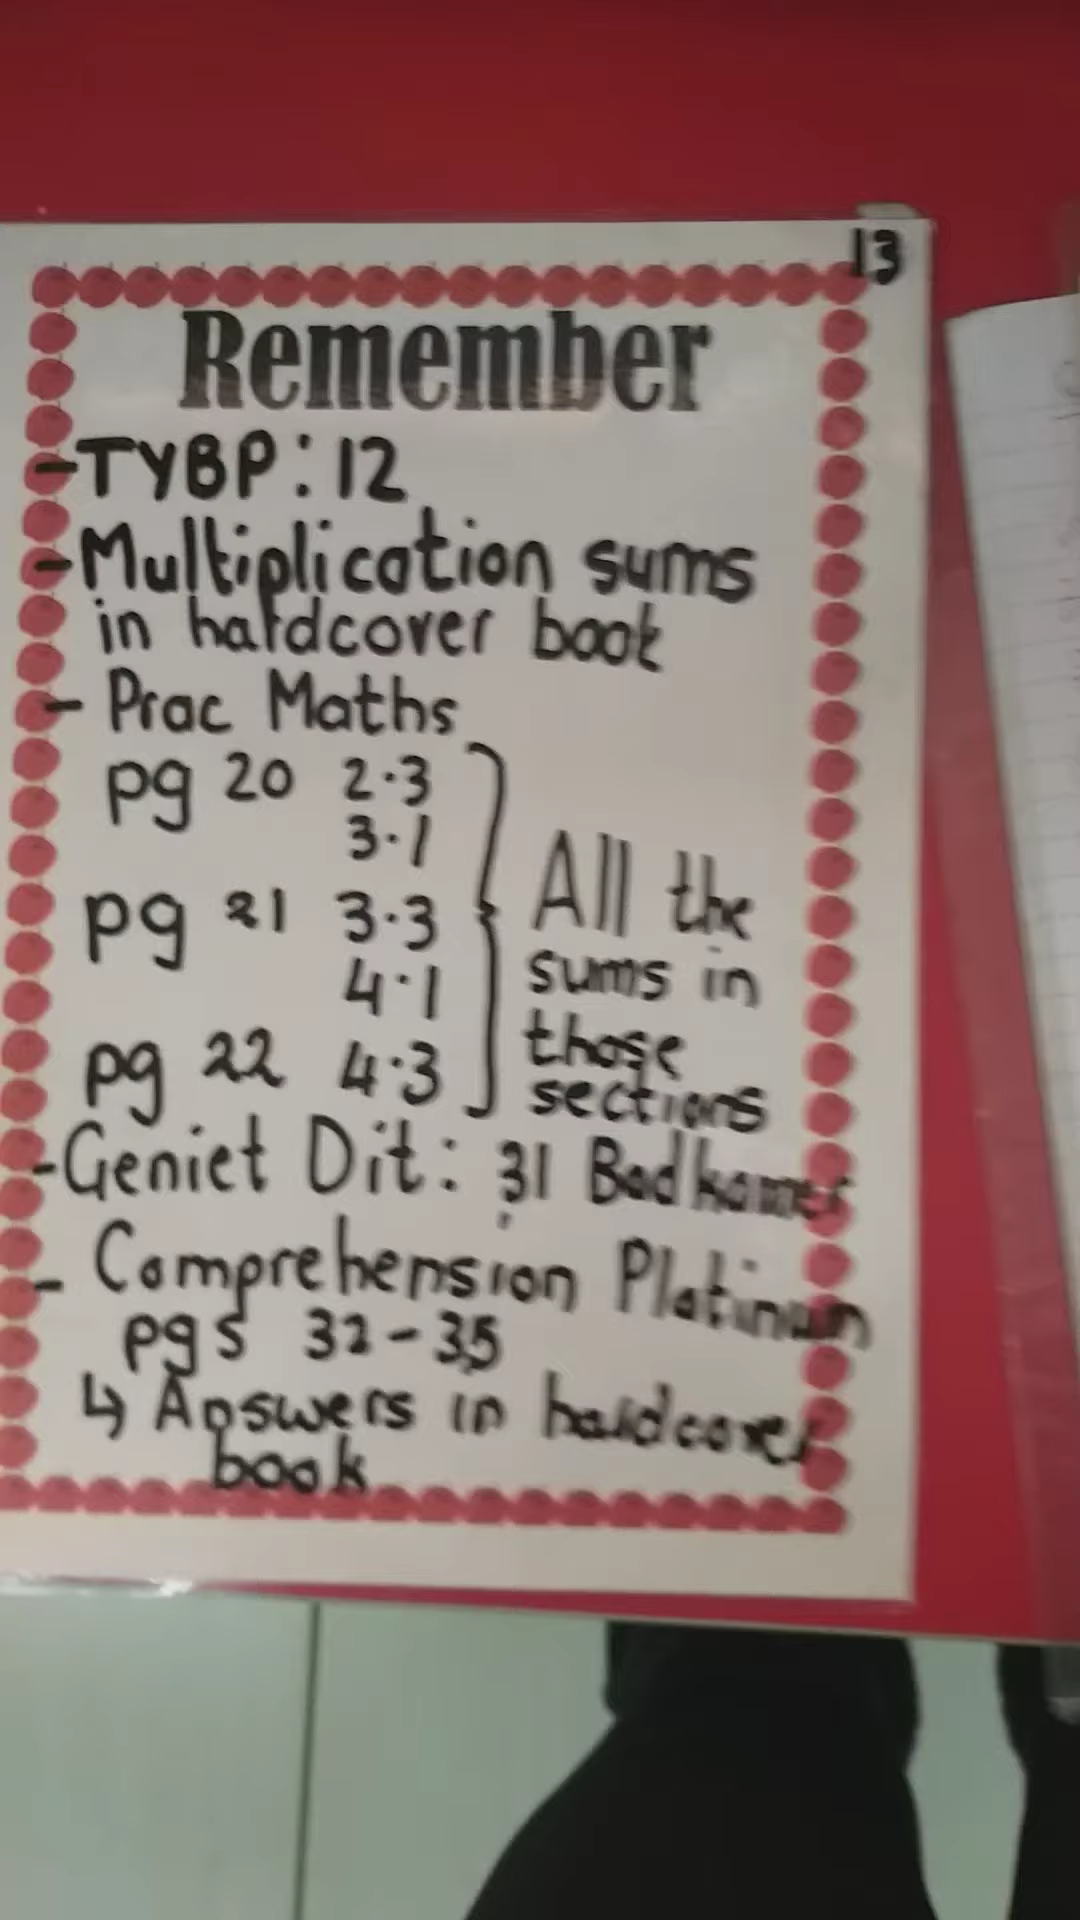 13
Remember
-TYBP: 12
-Multiplication sums
in hardcover book
- Prac Maths
pg 20 2.3
3.1
pg 21 3.3
4.1
pg 22 4.3
All the
sums in
those
sections
-Geniet Dit: 31 Badkamer
- Comprehension Platinum
pgs 32-35
↳ Answers in hardcover
book